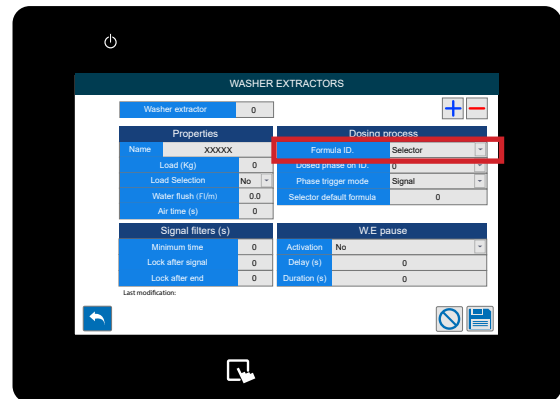 WASHER EXTRACTORS
Washer extractor 0
Properties
Name XXXXX
Load (Kg) 0
Load Selection No
Water flush (Fl/m) 0.0
Air time (s) 0
Dosing process
Formula ID. Selector
Dosed phase on ID. 0
Phase trigger mode Signal
Selector default formula 0
Signal filters (s)
Minimum time 0
Lock after signal 0
Lock after end 0
W.E pause
Activation No
Delay (s) 0
Duration (s) 0
Last modification: